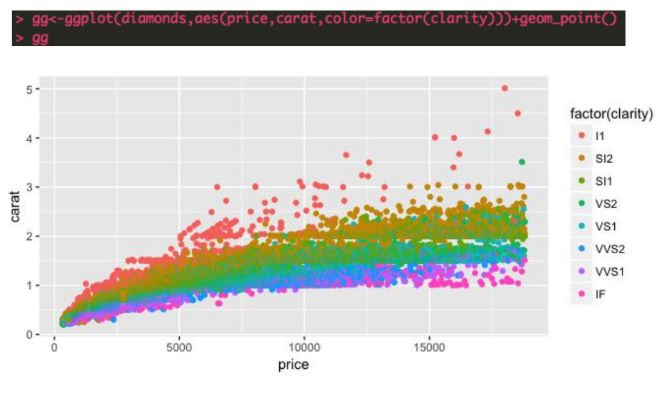 > gg<-ggplot(diamonds,aes(price,carat,color=factor(clarity)))+geom_point()
> gg
5
4
3
2
1
0
carat
0 5000 10000 15000
price
factor(clarity)
I1
SI2
SI1
VS2
VS1
VVS2
VVS1
IF